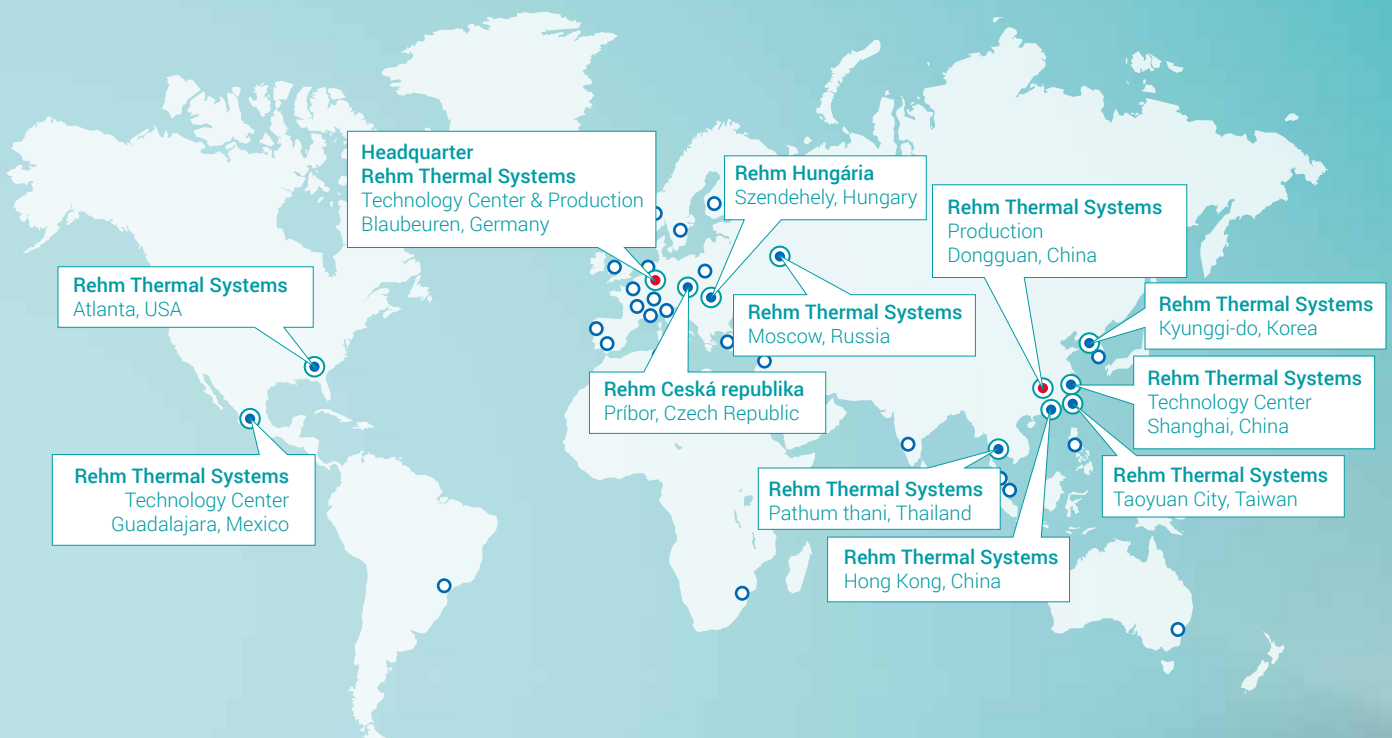 Headquarter
Rehm Thermal Systems
Technology Center & Production
Blaubeuren, Germany
Rehm Hungária
Szendehely, Hungary
Rehm Thermal Systems
Production
Dongguan, China
Rehm Thermal Systems
Atlanta, USA
Rehm Thermal Systems
Moscow, Russia
Rehm Thermal Systems
Kyunggi-do, Korea
Rehm Ceská republika
Príbor, Czech Republic
Rehm Thermal Systems
Technology Center
Shanghai, China
Rehm Thermal Systems
Technology Center
Guadalajara, Mexico
Rehm Thermal Systems
Pathum thani, Thailand
Rehm Thermal Systems
Taoyuan City, Taiwan
Rehm Thermal Systems
Hong Kong, China